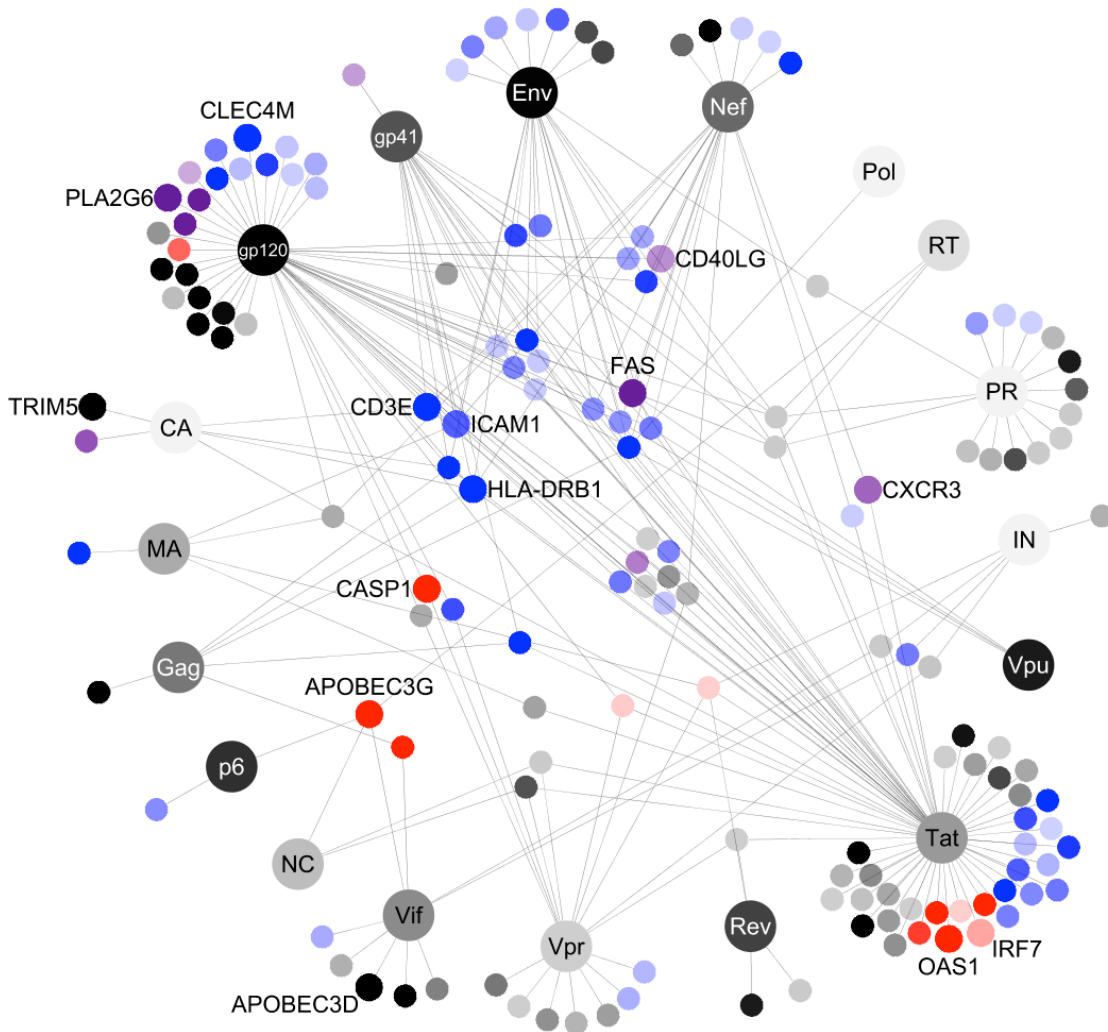 Env
Nef
CLEC4M
gp41
Pol
PLA2G6
gp120
CD40LG
RT
FAS
PR
TRIM5
CA
CD3E
ICAM1
HLA-DRB1
CXCR3
MA
IN
CASP1
Gag
Vpu
APOBEC3G
p6
Tat
NC
Vif
Vpr
Rev
IRF7
OAS1
APOBEC3D